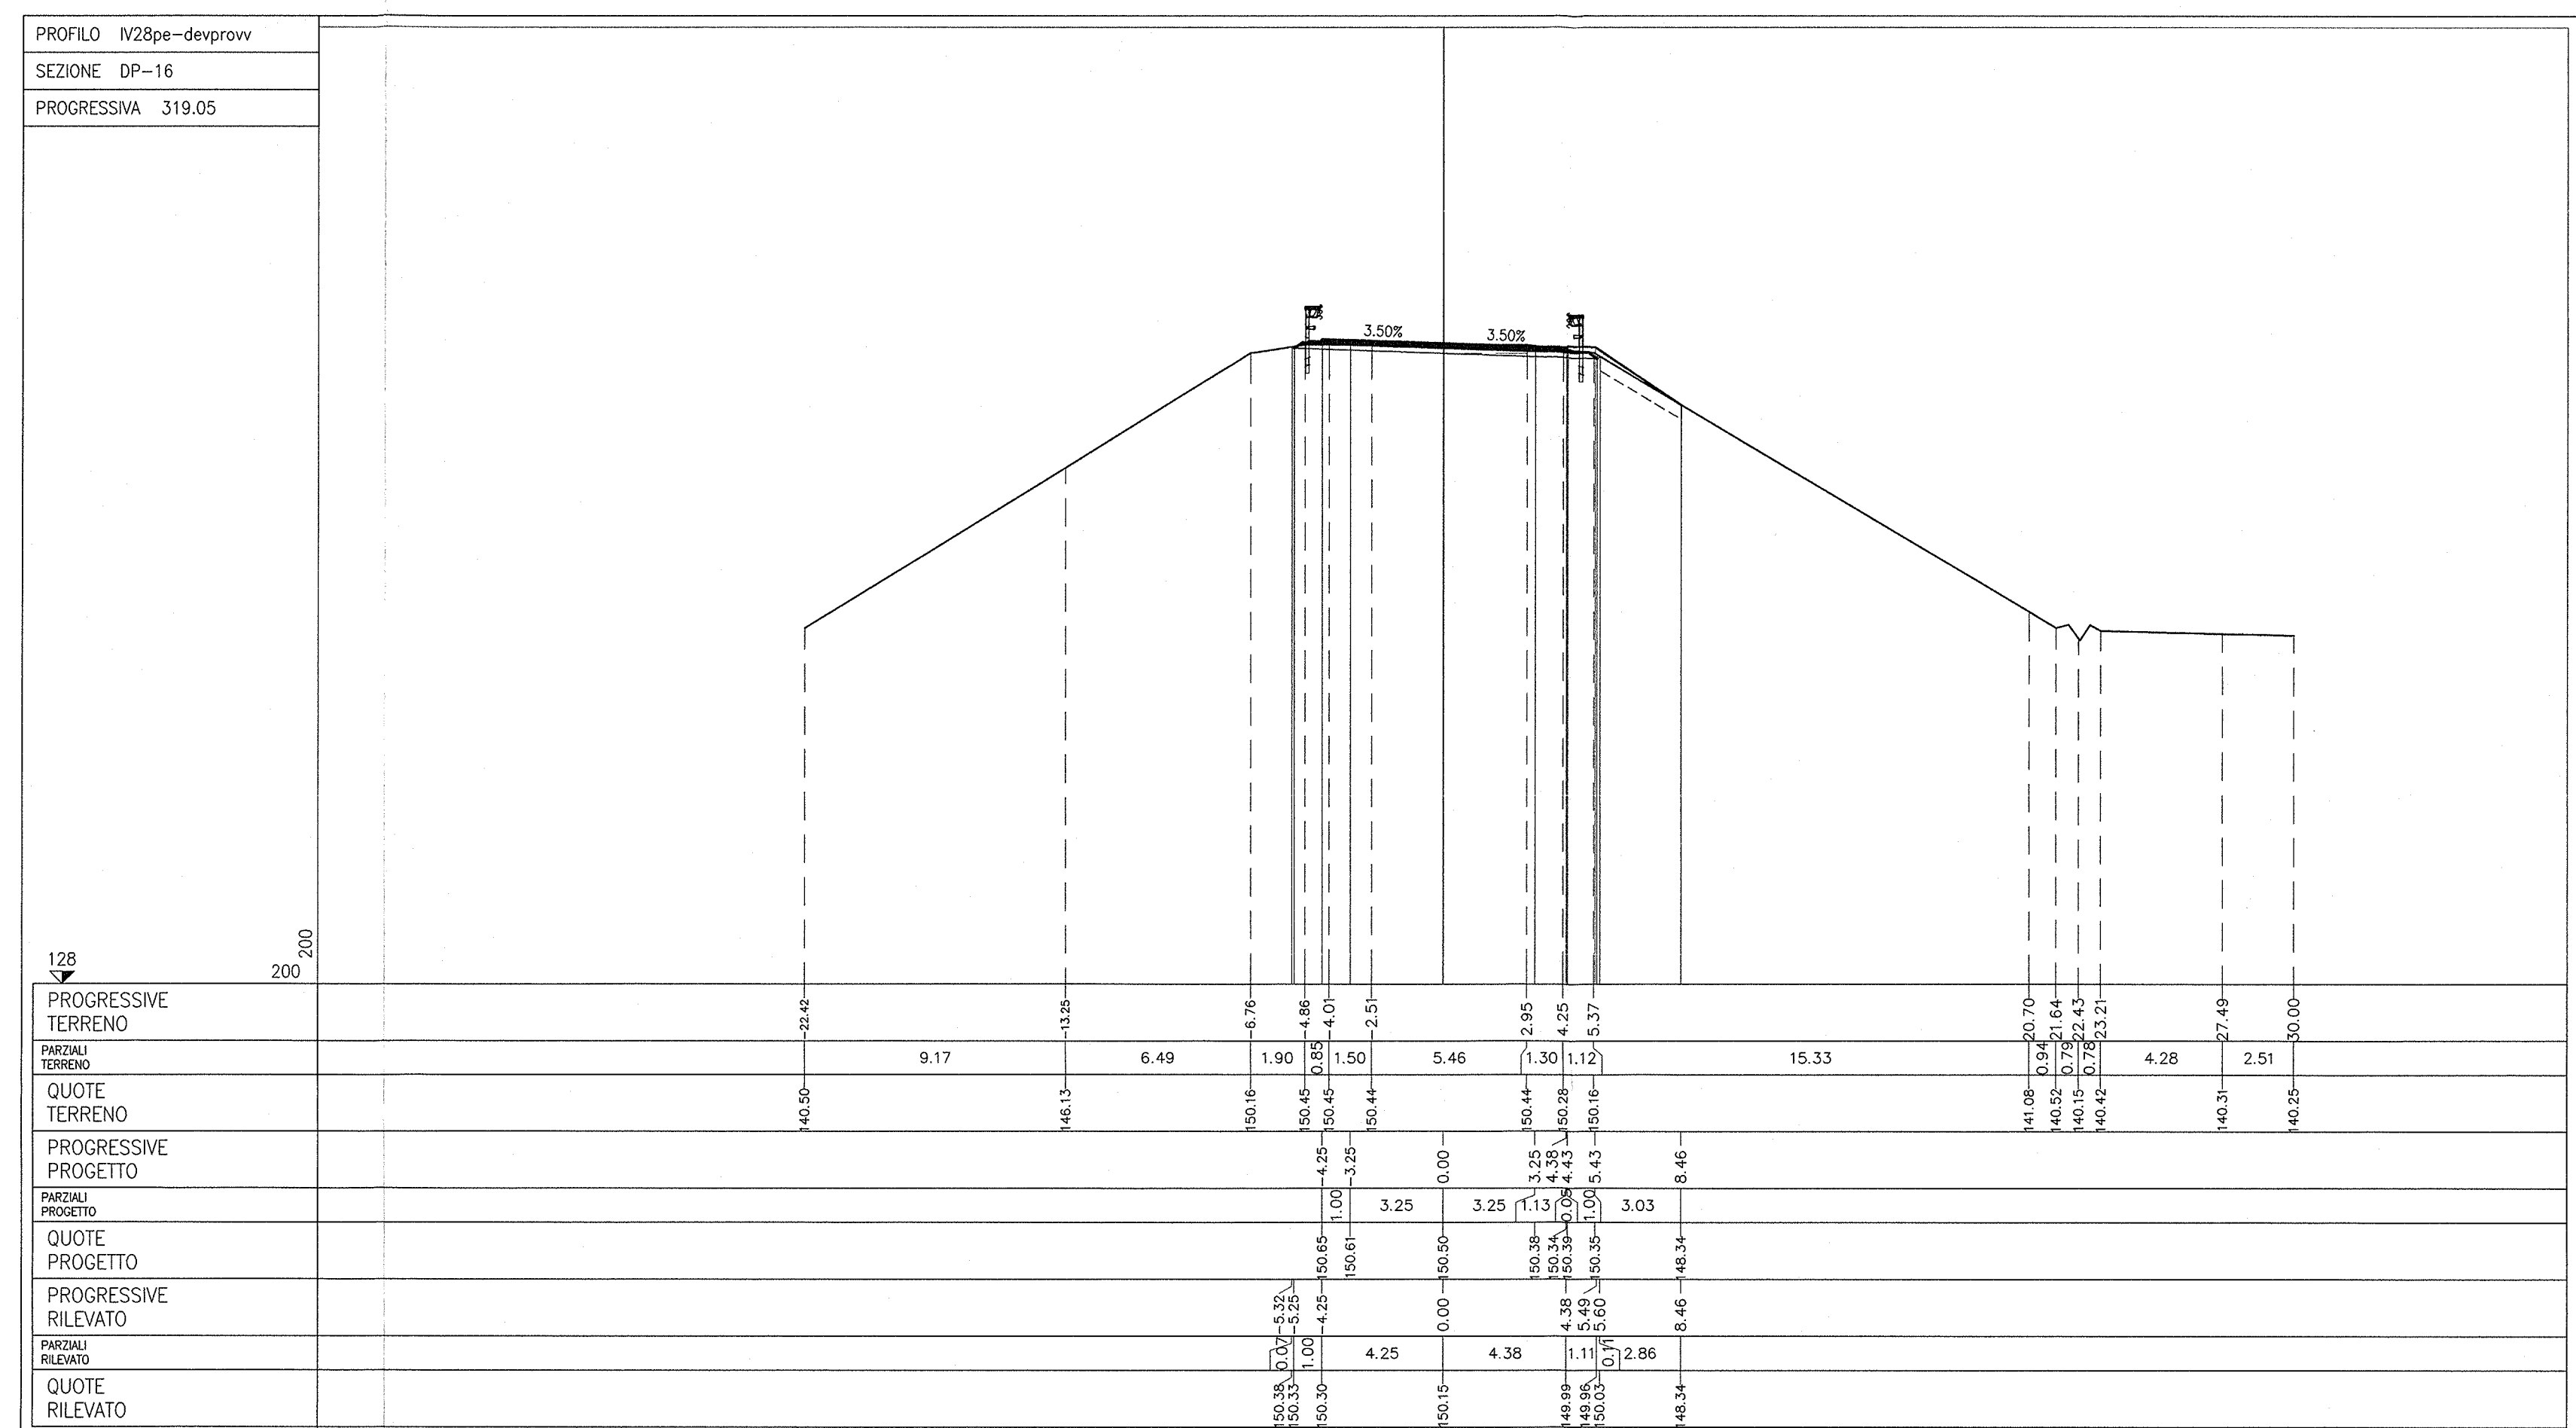 PROFILO IV28pe-devprovv
SEZIONE DP-16
PROGRESSIVA 319.05
3.50% 3.50%
128
200 200
PROGRESSIVE TERRENO
-22.42 -13.25 -6.76 -4.86 -4.01 -2.51 2.95 4.25 5.37 20.70 21.64 22.43 23.21 27.49 30.00
PARZIALI TERRENO
9.17 6.49 1.90 0.85 1.50 5.46 1.30 1.12 15.33 0.94 0.79 0.78 4.28 2.51
QUOTE TERRENO
140.50 146.13 150.16 150.45 150.45 150.44 150.44 150.28 150.16 141.08 140.52 140.15 140.42 140.31 140.25
PROGRESSIVE PROGETTO
-4.25 -3.25 0.00 3.25 4.38 4.43 5.43 8.46
PARZIALI PROGETTO
1.00 3.25 3.25 1.13 0.05 1.00 3.03
QUOTE PROGETTO
150.65 150.61 150.50 150.38 150.34 150.39 150.35 148.34
PROGRESSIVE RILEVATO
-5.32 -5.25 -4.25 0.00 4.38 5.49 5.60 8.46
PARZIALI RILEVATO
0.07 1.00 4.25 4.38 1.11 0.11 2.86
QUOTE RILEVATO
150.38 150.33 150.30 150.15 149.99 149.96 150.03 148.34